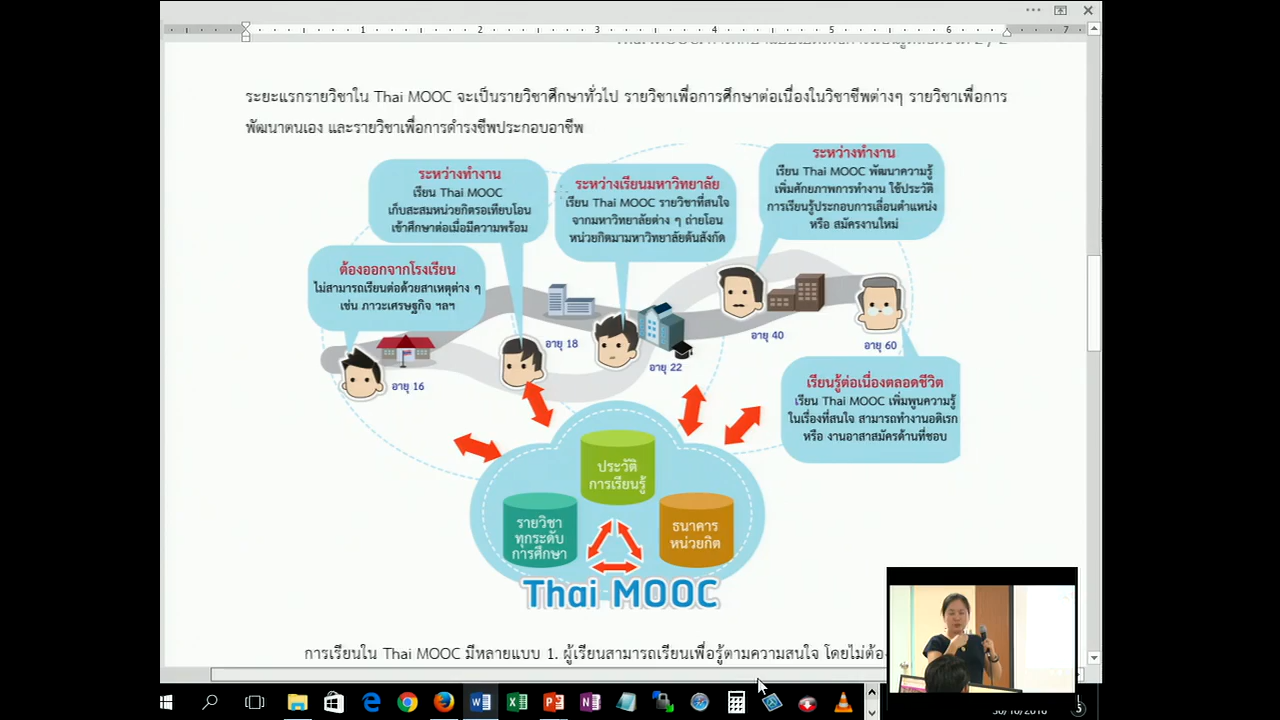 1 2 3 4 5 6 7
ระยะแรกรายวิชาใน Thai MOOC จะเป็นรายวิชาศึกษาทั่วไป รายวิชาเพื่อการศึกษาต่อเนื่องในวิชาชีพต่างๆ รายวิชาเพื่อการ
พัฒนาตนเอง และรายวิชาเพื่อการดำรงชีพประกอบอาชีพ
ต้องออกจากโรงเรียน
ไม่สามารถเรียนต่อด้วยสาเหตุต่าง ๆ
เช่น ภาวะเศรษฐกิจ ฯลฯ
อายุ 16
ระหว่างทำงาน
เรียน Thai MOOC
เก็บสะสมหน่วยกิตรอเทียบโอน
เข้าศึกษาต่อเมื่อมีความพร้อม
อายุ 18
ระหว่างเรียนมหาวิทยาลัย
เรียน Thai MOOC รายวิชาที่สนใจ
จากมหาวิทยาลัยต่าง ๆ ถ่ายโอน
หน่วยกิตมามหาวิทยาลัยต้นสังกัด
อายุ 22
ระหว่างทำงาน
เรียน Thai MOOC พัฒนาความรู้
เพิ่มศักยภาพการทำงาน ใช้ประวัติ
การเรียนรู้ประกอบการเลื่อนตำแหน่ง
หรือ สมัครงานใหม่
อายุ 40
อายุ 60
เรียนรู้ต่อเนื่องตลอดชีวิต
เรียน Thai MOOC เพิ่มพูนความรู้
ในเรื่องที่สนใจ สามารถทำงานอดิเรก
หรือ งานอาสาสมัครด้านที่ชอบ
ประวัติ
การเรียนรู้
รายวิชา
ทุกระดับ
การศึกษา
ธนาคาร
หน่วยกิต
Thai MOOC
การเรียนใน Thai MOOC มีหลายแบบ 1. ผู้เรียนสามารถเรียนเพื่อรู้ตามความสนใจ โดยไม่ต้อง
30/10/2016